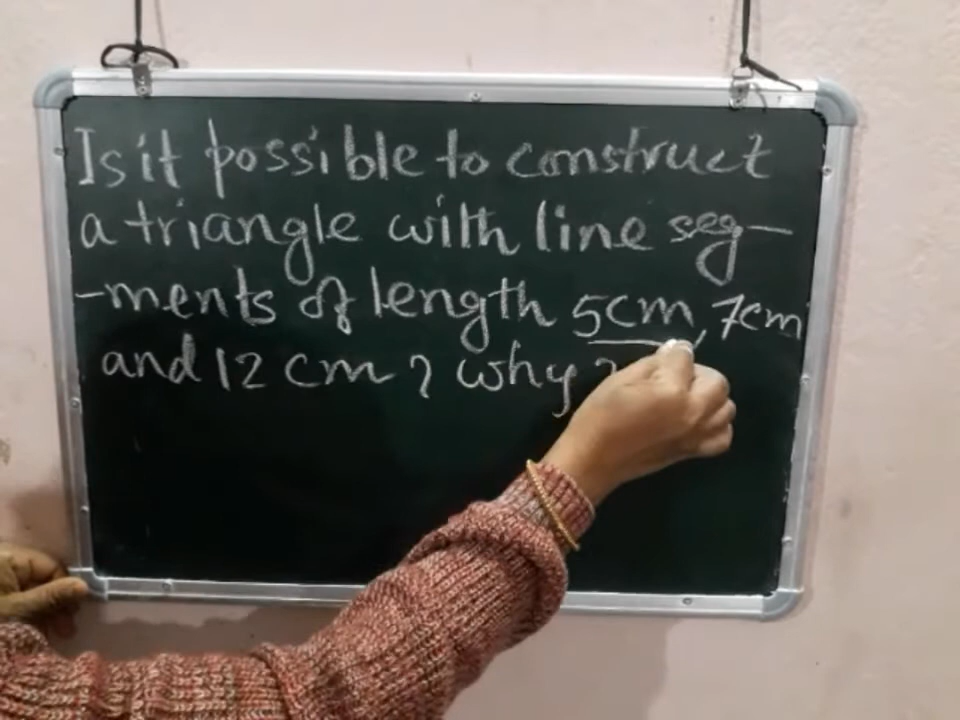 Is it possible to construct
a triangle with line seg-
-ments of length 5cm, 7cm
and 12 cm ? why ?